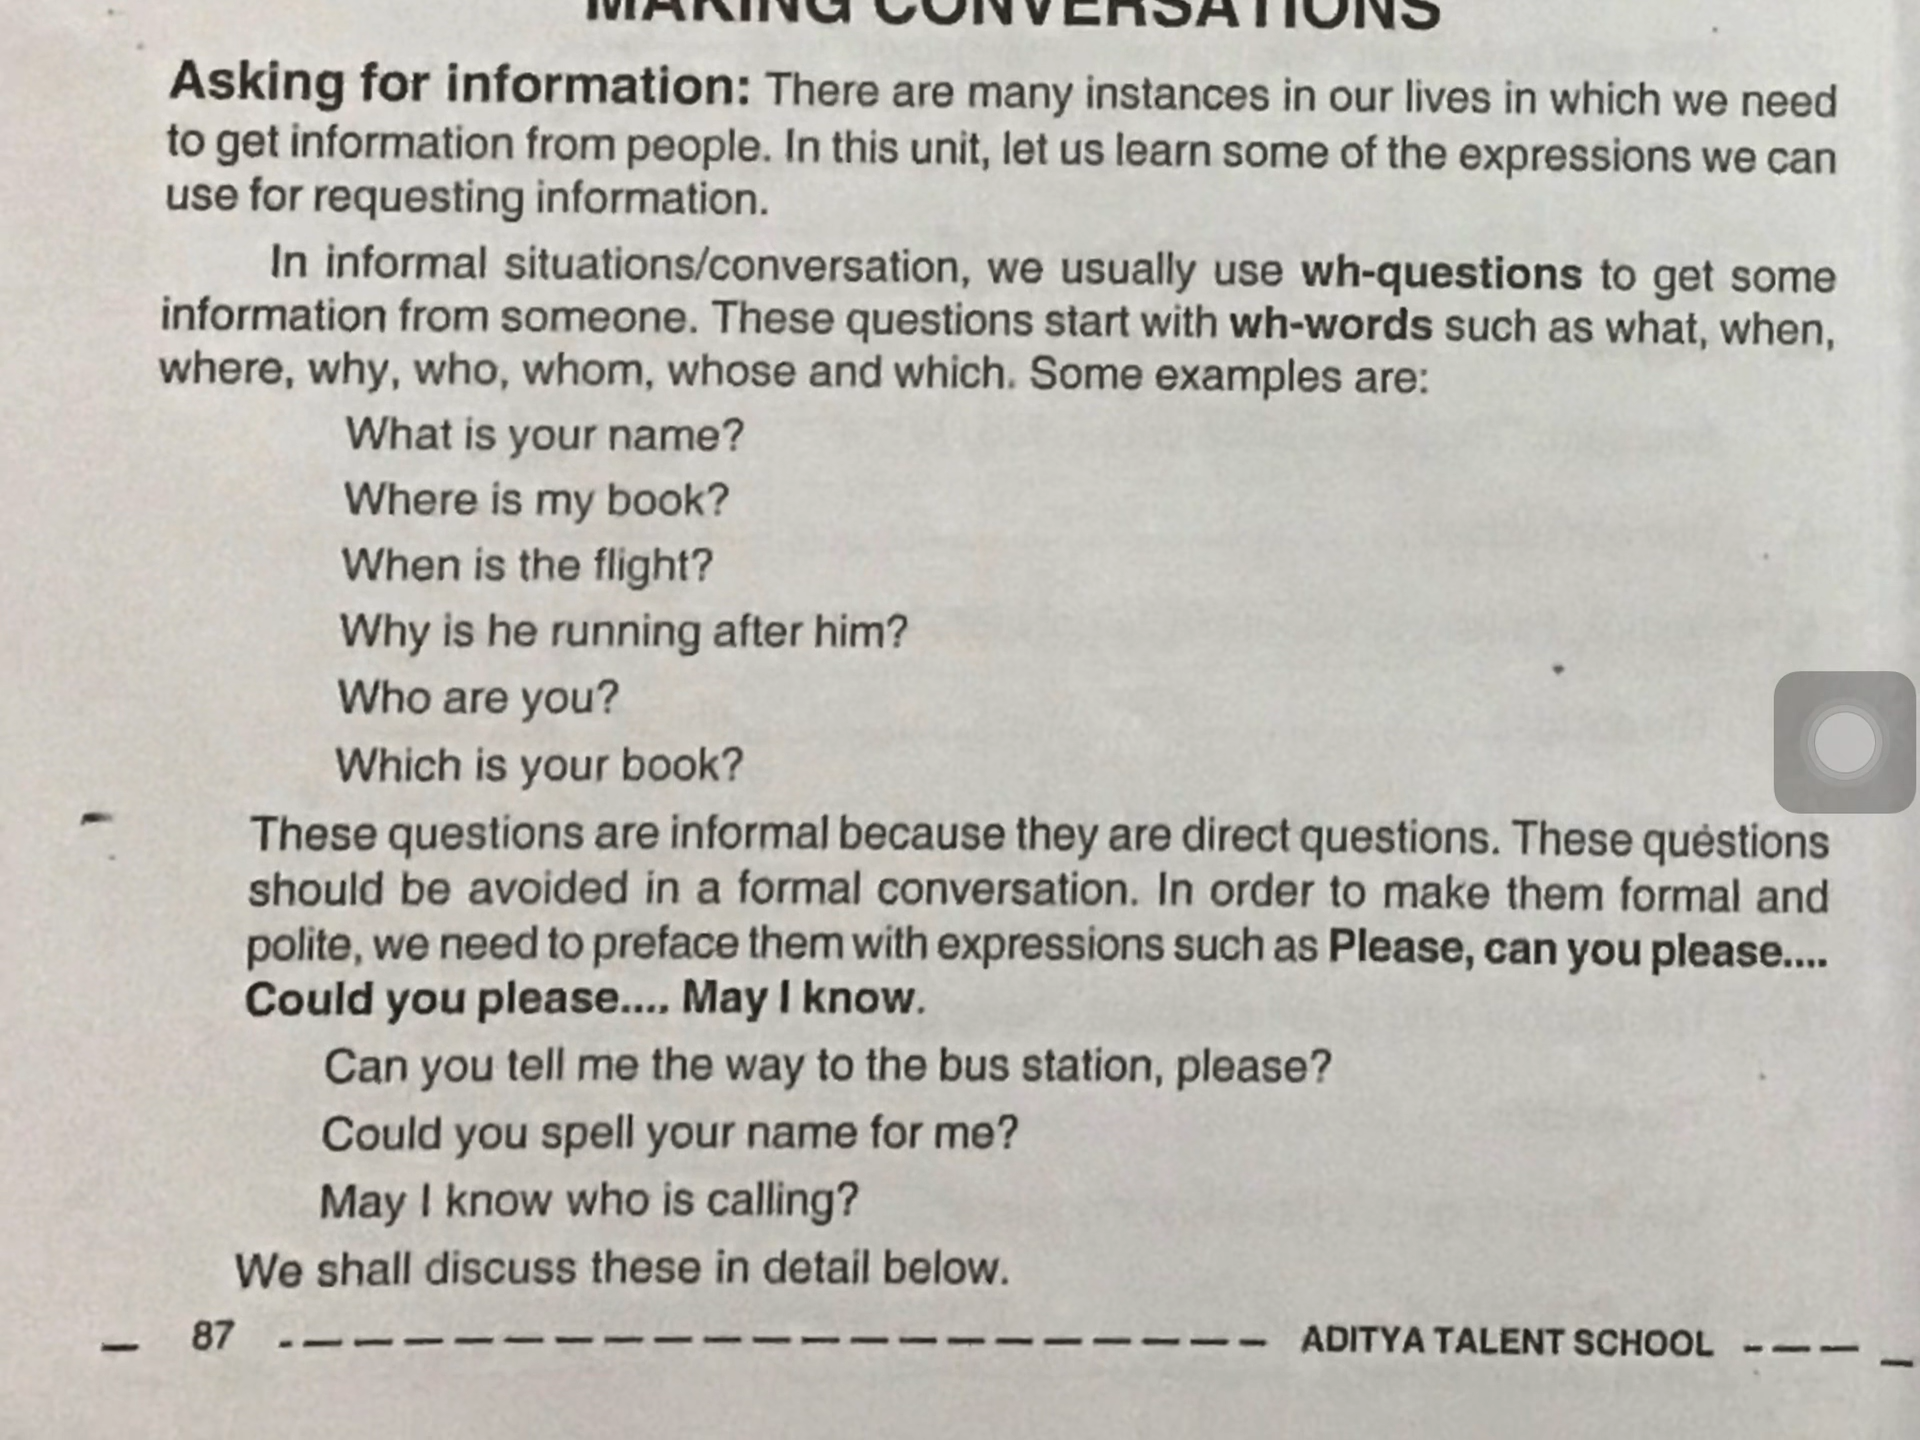 MAKING CONVERSATIONS
Asking for information: There are many instances in our lives in which we need
to get information from people. In this unit, let us learn some of the expressions we can
use for requesting information.
In informal situations/conversation, we usually use wh-questions to get some
information from someone. These questions start with wh-words such as what, when,
where, why, who, whom, whose and which. Some examples are:
What is your name?
Where is my book?
When is the flight?
Why is he running after him?
Who are you?
Which is your book?
These questions are informal because they are direct questions. These questions
should be avoided in a formal conversation. In order to make them formal and
polite, we need to preface them with expressions such as Please, can you please....
Could you please.... May I know.
Can you tell me the way to the bus station, please?
Could you spell your name for me?
May I know who is calling?
We shall discuss these in detail below.
87 ADITYA TALENT SCHOOL